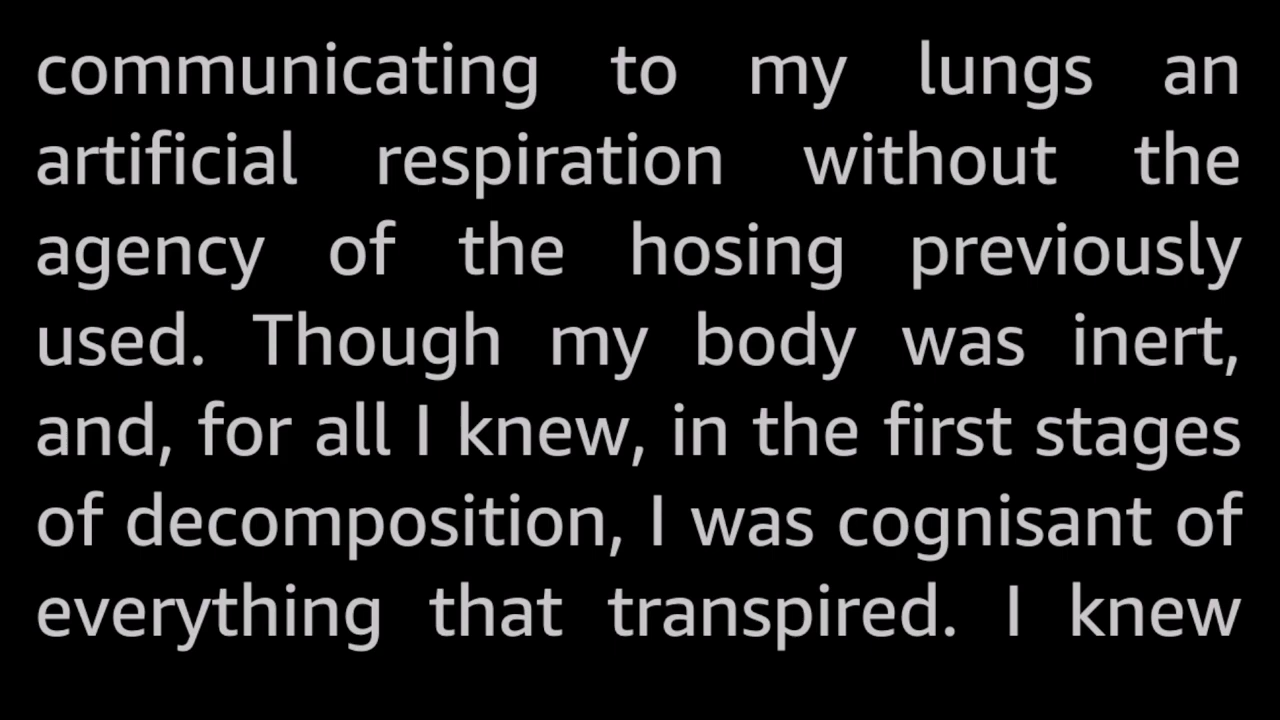 communicating to my lungs an
artificial respiration without the
agency of the hosing previously
used. Though my body was inert,
and, for all I knew, in the first stages
of decomposition, I was cognisant of
everything that transpired. I knew